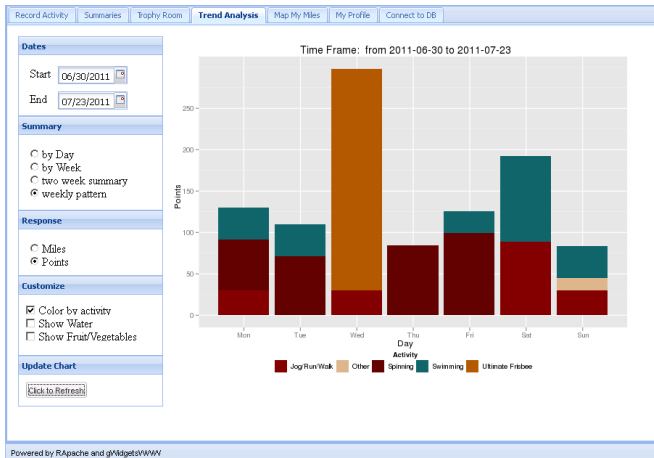 Record Activity Summaries Trophy Room Trend Analysis Map My Miles My Profile Connect to DB
Dates
Start 06/30/2011
End 07/23/2011
Summary
by Day
by Week
two week summary
weekly pattern
Response
Miles
Points
Customize
Color by activity
Show Water
Show Fruit/Vegetables
Update Chart
Click to Refresh
Time Frame: from 2011-06-30 to 2011-07-23
Points
250
200
150
100
50
0
Mon Tue Wed Thu Fri Sat Sun
Day
Activity
Jog/Run/Walk Other Spinning Swimming Ultimate Frisbee
Powered by RApache and gWidgetsWWW